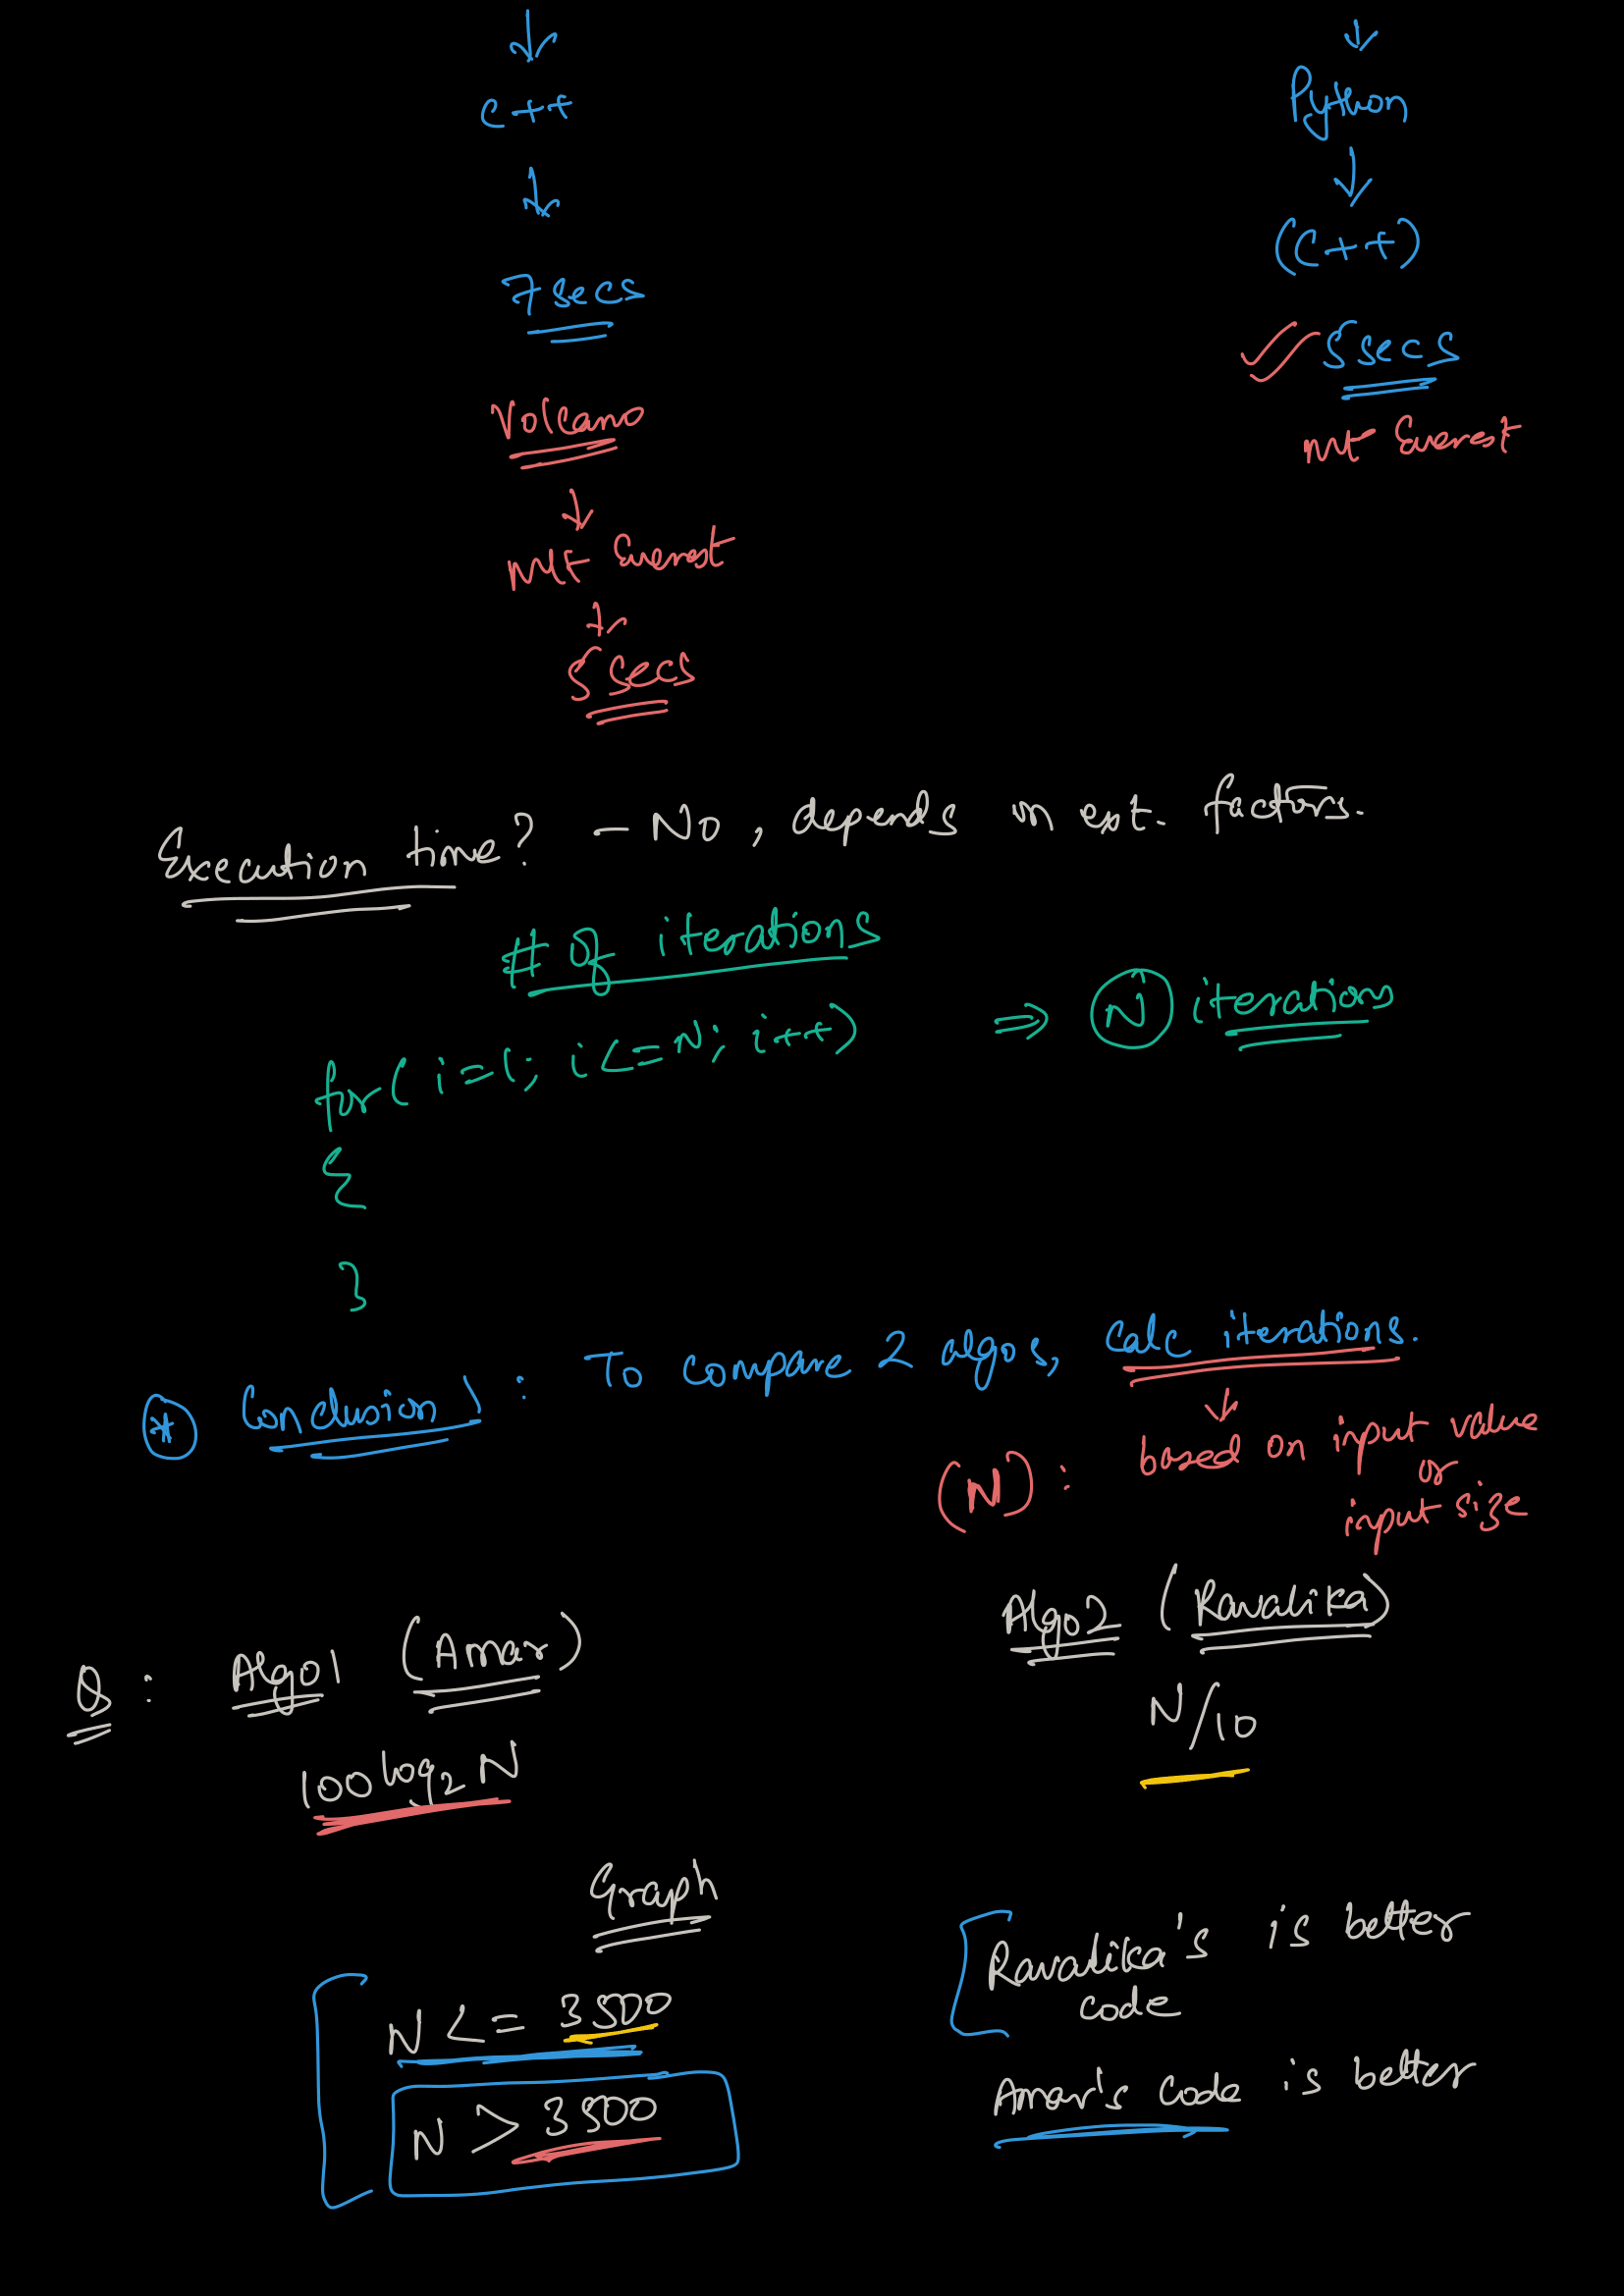 C++
Python
(C++)
7 secs
5 secs
Volcano
Mt Everest
Mt Everest
5 secs
Execution time? - No, depends on ext. factors.
# of iterations
for( i=1; i<=N; i++) ⇒ N iterations
{
}
* Conclusion! : To compare 2 algos, calc iterations.
(N) : based on input value
or
input size
Q : Algo1 (Amar) Algo2 (Ravalika)
100 log₂ N N/10
Graph
N <= 3500 Ravalika's code is better
N > 3500 Amar's code is better